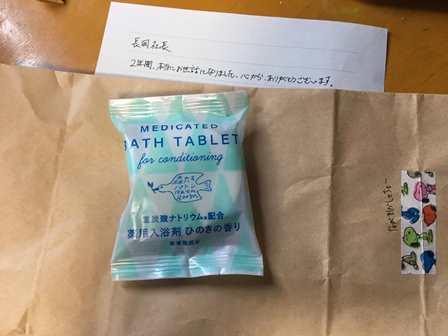 長岡社長
2年間、本当にお世話になりました。心から、ありがとうございます。
MEDICATED
BATH TABLET
for conditioning
重炭酸ナトリウム配合
薬用入浴剤 ひのきの香り
医薬部外品